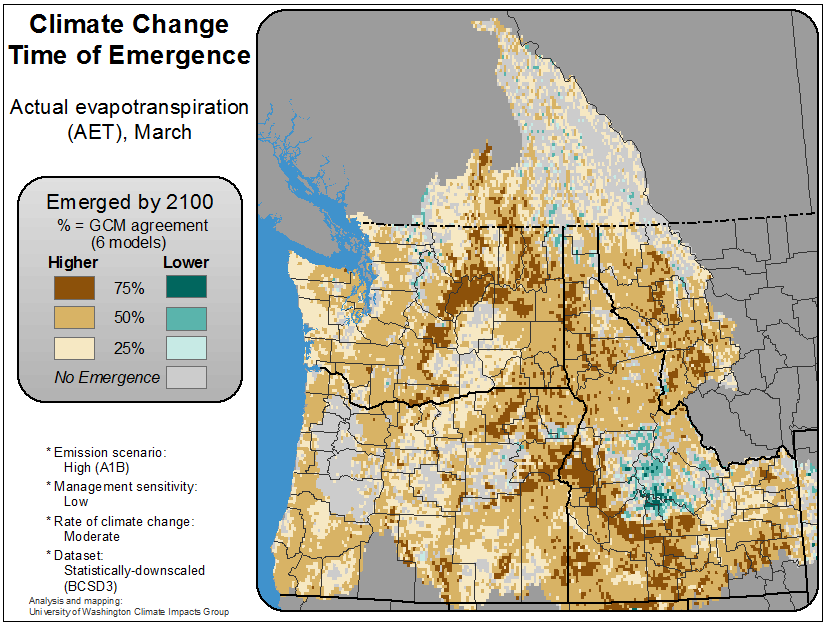 Climate Change
Time of Emergence
Actual evapotranspiration
(AET), March
Emerged by 2100
% = GCM agreement
(6 models)
Higher Lower
75%
50%
25%
No Emergence
* Emission scenario:
High (A1B)
* Management sensitivity:
Low
* Rate of climate change:
Moderate
* Dataset:
Statistically-downscaled
(BCSD3)
Analysis and mapping:
University of Washington Climate Impacts Group